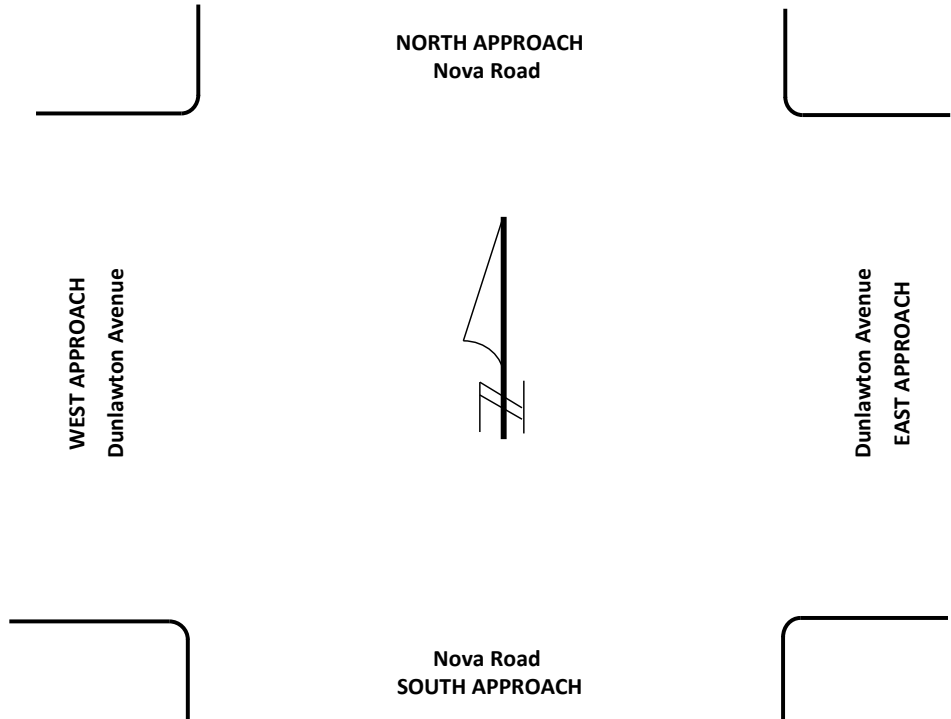 NORTH APPROACH
Nova Road
WEST APPROACH
Dunlawton Avenue
Dunlawton Avenue
EAST APPROACH
N
Nova Road
SOUTH APPROACH